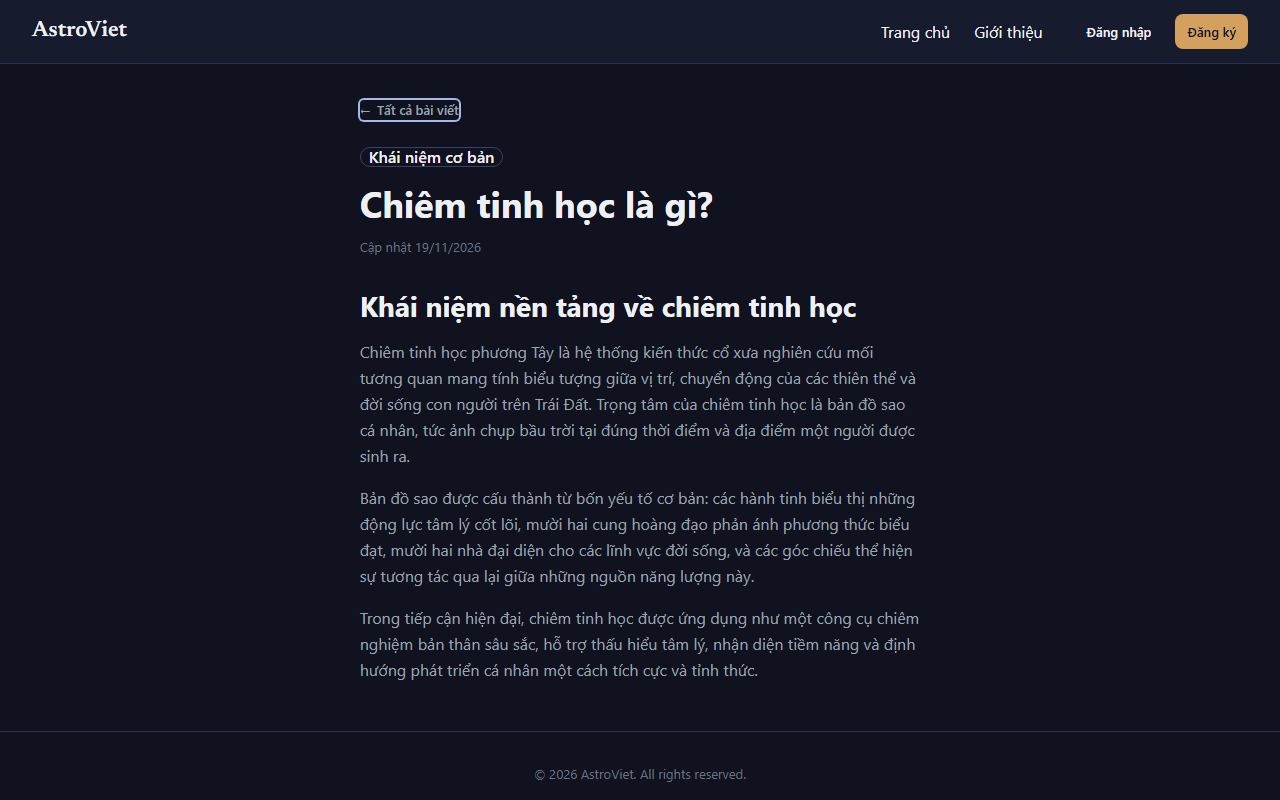 AstroViet
Trang chủ
Giới thiệu
Đăng nhập
Đăng ký
← Tất cả bài viết
Khái niệm cơ bản
Chiêm tinh học là gì?
Cập nhật 19/11/2026
Khái niệm nền tảng về chiêm tinh học
Chiêm tinh học phương Tây là hệ thống kiến thức cổ xưa nghiên cứu mối
tương quan mang tính biểu tượng giữa vị trí, chuyển động của các thiên thể và
đời sống con người trên Trái Đất. Trọng tâm của chiêm tinh học là bản đồ sao
cá nhân, tức ảnh chụp bầu trời tại đúng thời điểm và địa điểm một người được
sinh ra.
Bản đồ sao được cấu thành từ bốn yếu tố cơ bản: các hành tinh biểu thị những
động lực tâm lý cốt lõi, mười hai cung hoàng đạo phản ánh phương thức biểu
đạt, mười hai nhà đại diện cho các lĩnh vực đời sống, và các góc chiếu thể hiện
sự tương tác qua lại giữa những nguồn năng lượng này.
Trong tiếp cận hiện đại, chiêm tinh học được ứng dụng như một công cụ chiêm
nghiệm bản thân sâu sắc, hỗ trợ thấu hiểu tâm lý, nhận diện tiềm năng và định
hướng phát triển cá nhân một cách tích cực và tỉnh thức.
© 2026 AstroViet. All rights reserved.